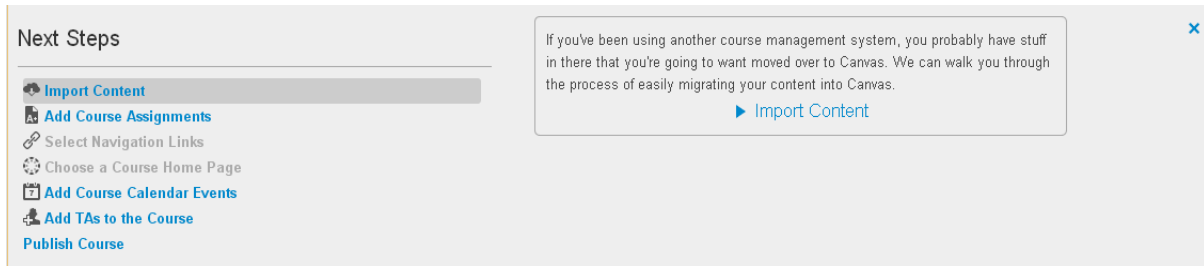 Next Steps
Import Content
Add Course Assignments
Select Navigation Links
Choose a Course Home Page
Add Course Calendar Events
Add TAs to the Course
Publish Course
If you've been using another course management system, you probably have stuff
in there that you're going to want moved over to Canvas. We can walk you through
the process of easily migrating your content into Canvas.
Import Content